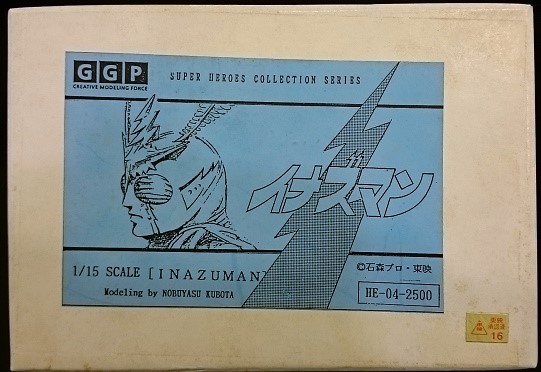 GGP
CREATIVE MODELING FORCE
SUPER HEROES COLLECTION SERIES
イナズマン
1/15 SCALE [INAZUMAN]
Modeling by NOBUYASU KUBOTA
©石森プロ・東映
HE-04-2500
16